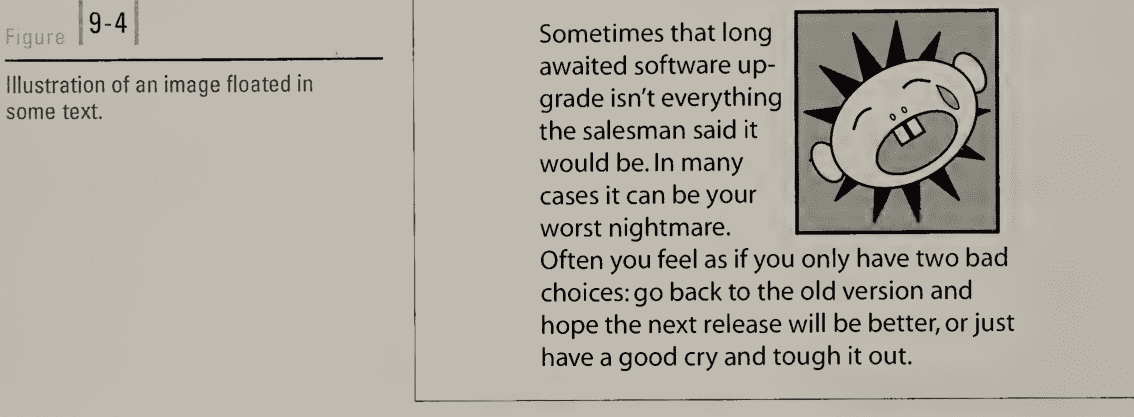 Figure 9-4
Illustration of an image floated in
some text.
Sometimes that long
awaited software up-
grade isn't everything
the salesman said it
would be. In many
cases it can be your
worst nightmare.
Often you feel as if you only have two bad
choices: go back to the old version and
hope the next release will be better, or just
have a good cry and tough it out.